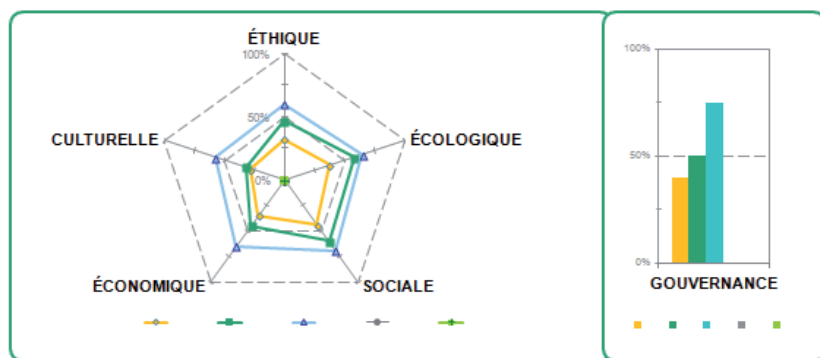 ÉTHIQUE
100%
50%
0%
CULTURELLE
ÉCOLOGIQUE
ÉCONOMIQUE
SOCIALE
100%
50%
0%
GOUVERNANCE